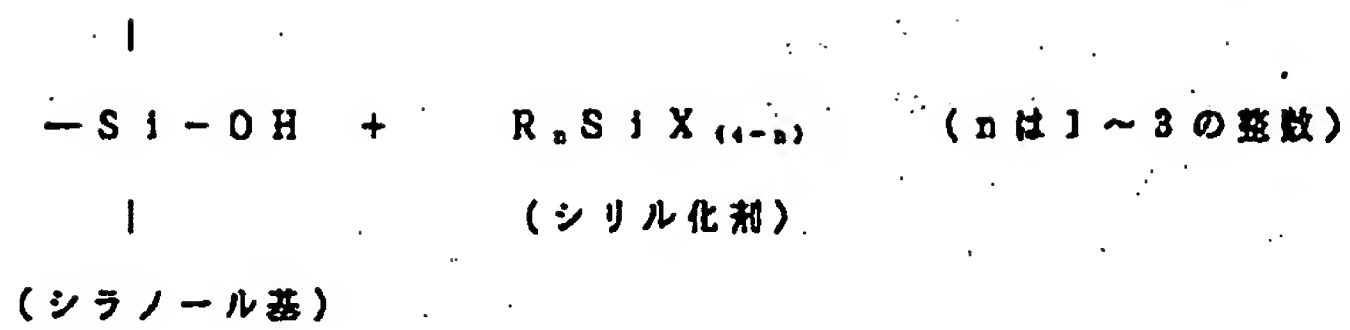 |
－Si－OH + RnSiX(4-n) (nは1～3の整数)
| (シリル化剤)
(シラノール基)